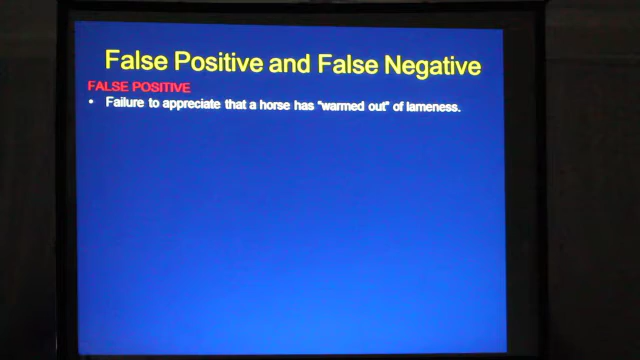 False Positive and False Negative
FALSE POSITIVE
• Failure to appreciate that a horse has "warmed out" of lameness.